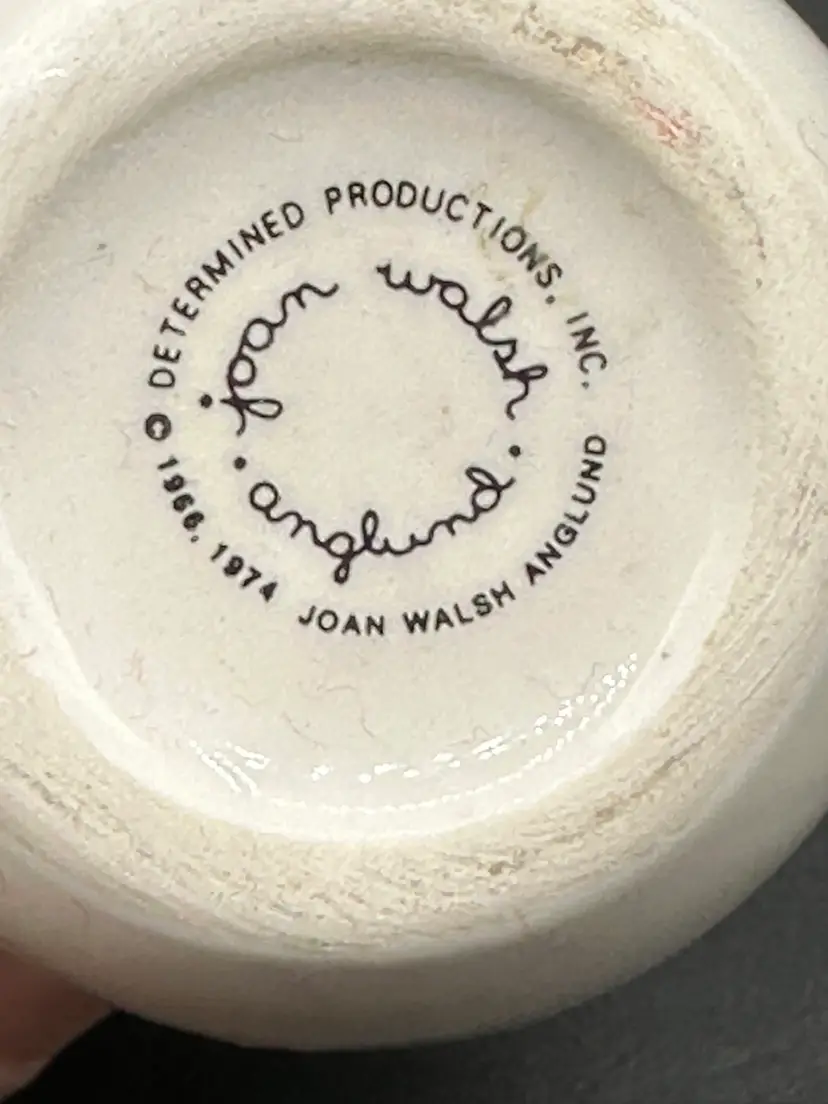 © DETERMINED PRODUCTIONS, INC.
joan walsh
• anglund •
1966, 1974 JOAN WALSH ANGLUND